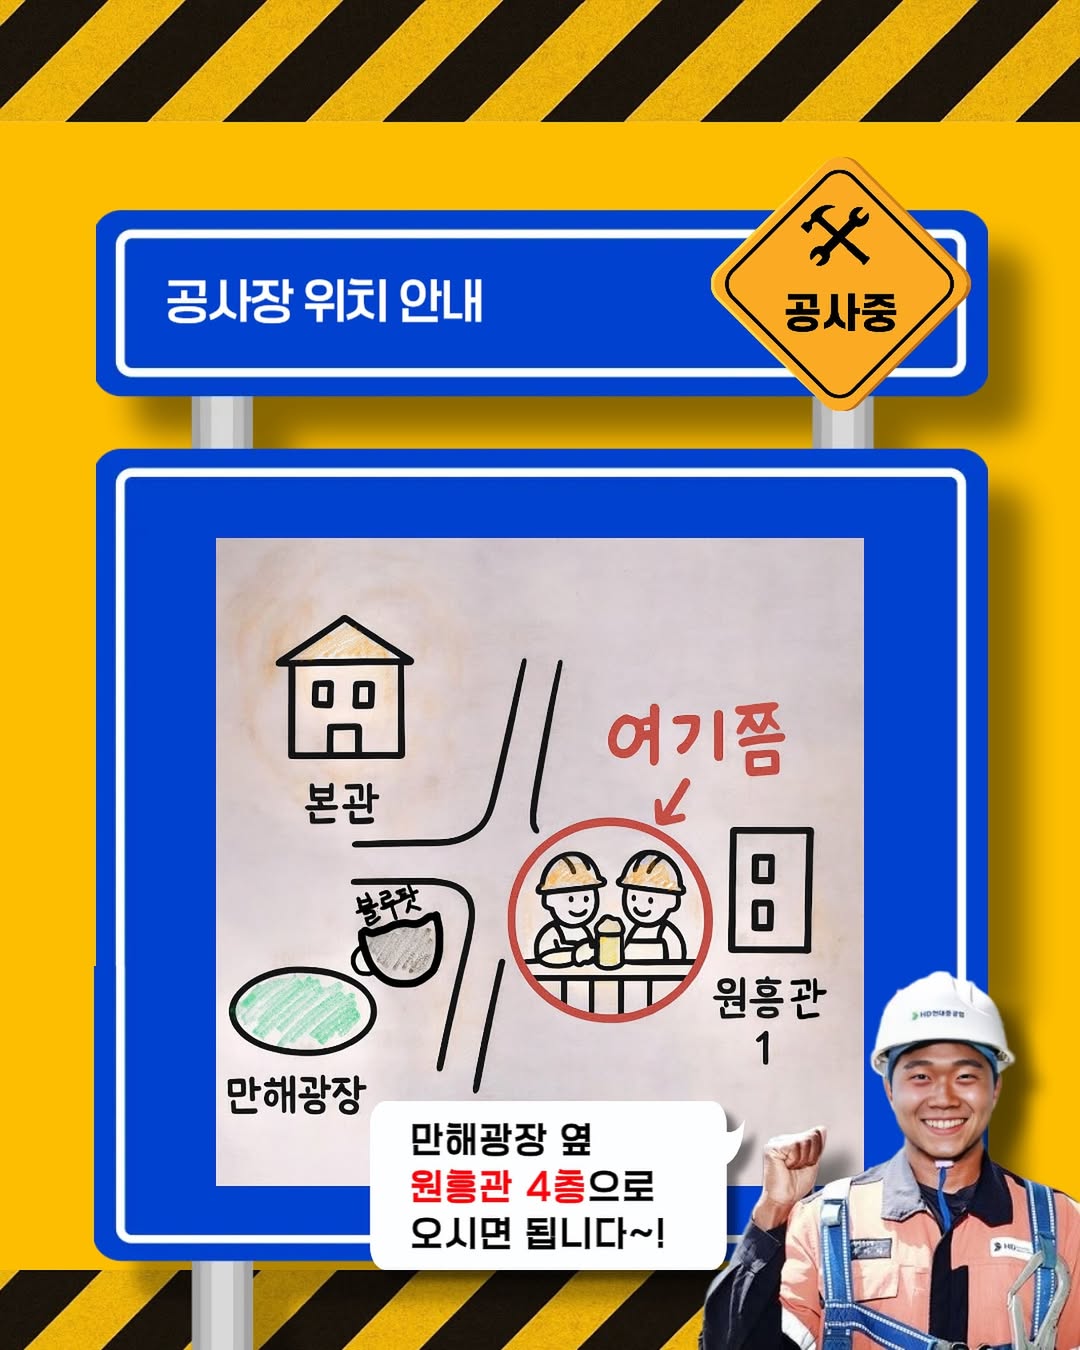 공사장 위치 안내
공사중
여기쯤
본관
블루팟
원흥관
1
만해광장
만해광장 옆
원흥관 4층으로
오시면 됩니다~!
HD현대중공업